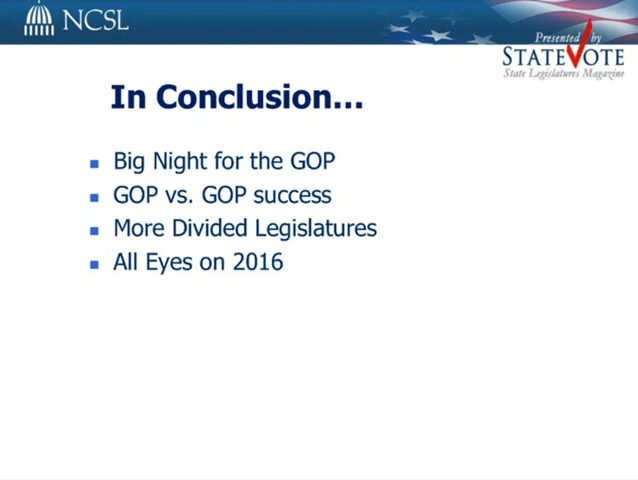 NCSL
Presented by
STATEVOTE
State Legislatures Magazine
In Conclusion…
Big Night for the GOP
GOP vs. GOP success
More Divided Legislatures
All Eyes on 2016